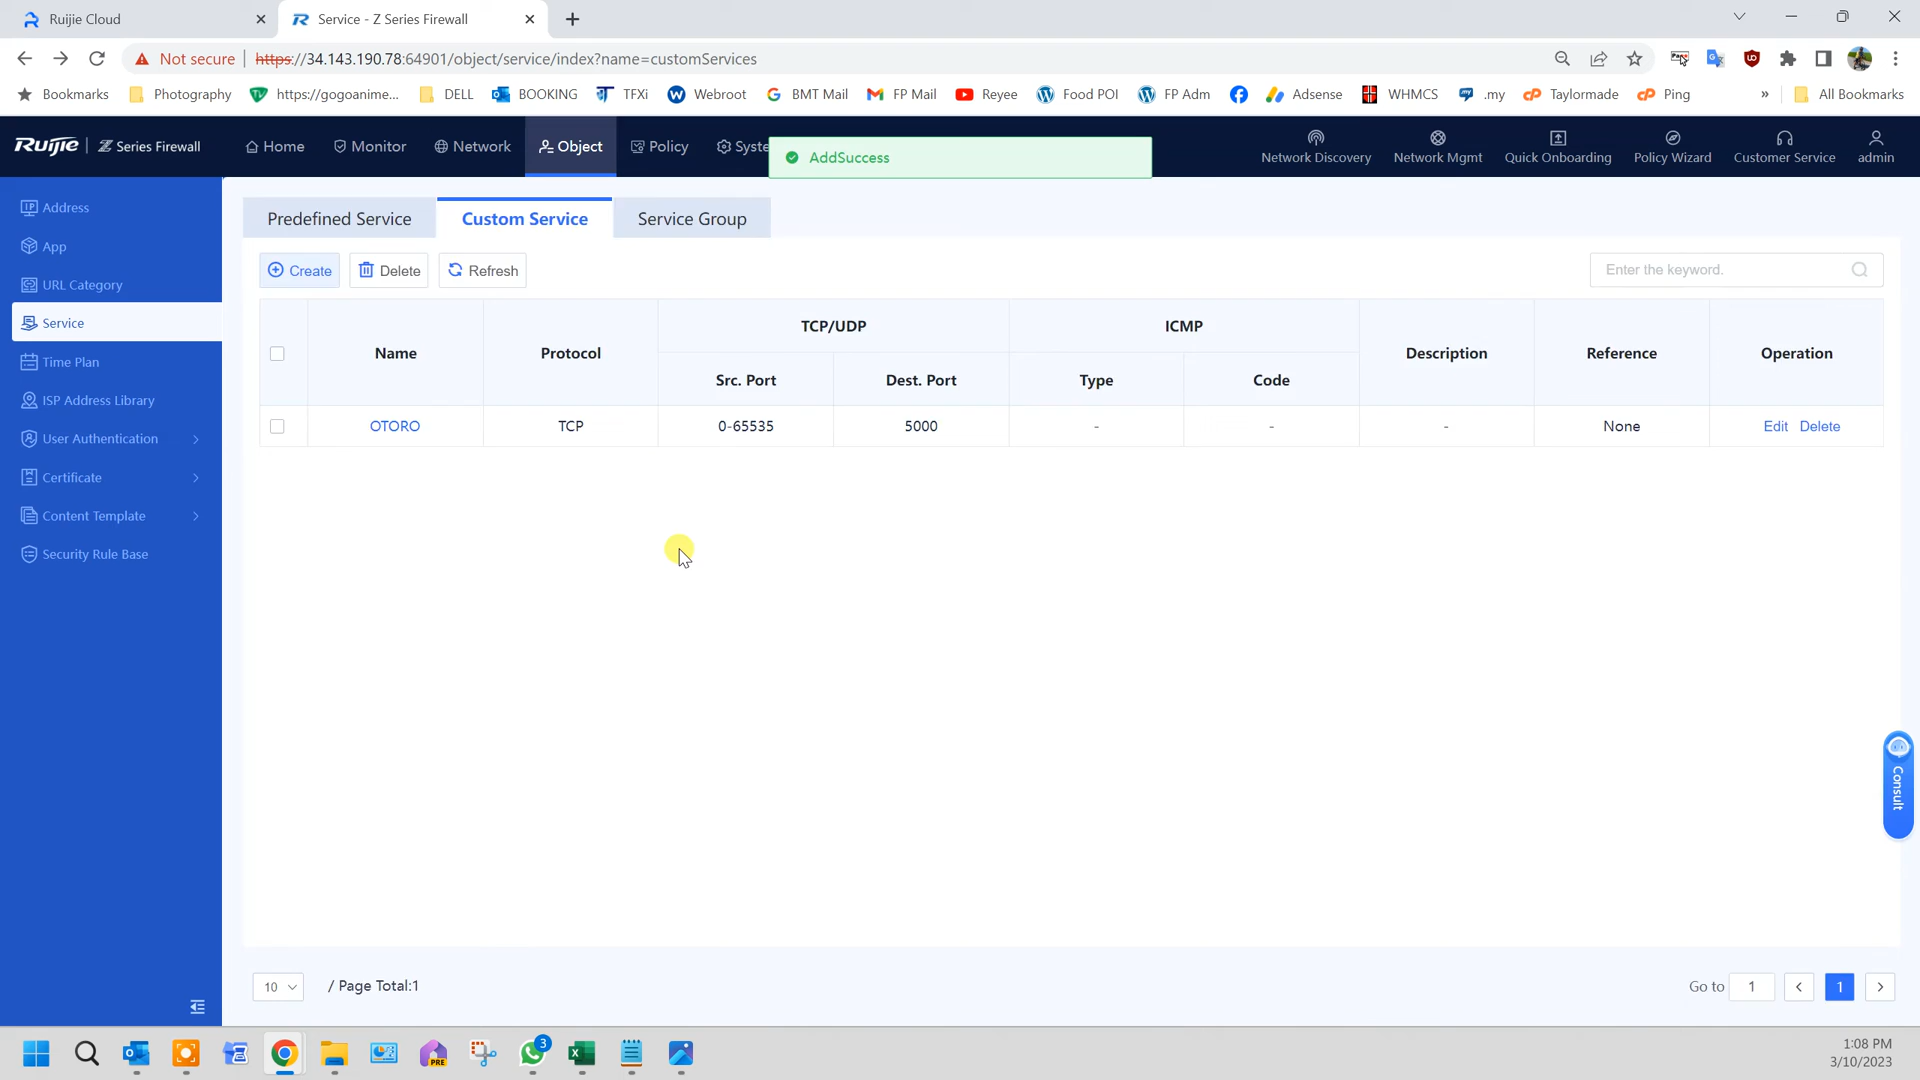 Ruijie Cloud
Service - Z Series Firewall
Not secure https://34.143.190.78:64901/object/service/index?name=customServices
Bookmarks Photography https://gogoanime... DELL BOOKING TFXi Webroot BMT Mail FP Mail Reyee Food POI FP Adm Adsense WHMCS .my Taylormade Ping » All Bookmarks
Ruijie Z Series Firewall Home Monitor Network Object Policy Syste
AddSuccess
Network Discovery Network Mgmt Quick Onboarding Policy Wizard Customer Service admin
Address
App
URL Category
Service
Time Plan
ISP Address Library
User Authentication
Certificate
Content Template
Security Rule Base
Predefined Service Custom Service Service Group
Create Delete Refresh Enter the keyword.
Name Protocol TCP/UDP ICMP Description Reference Operation
Src. Port Dest. Port Type Code
OTORO TCP 0-65535 5000 - - - None Edit Delete
Consult
10 / Page Total:1 Go to 1 < 1 >
PRE
3
1:08 PM
3/10/2023